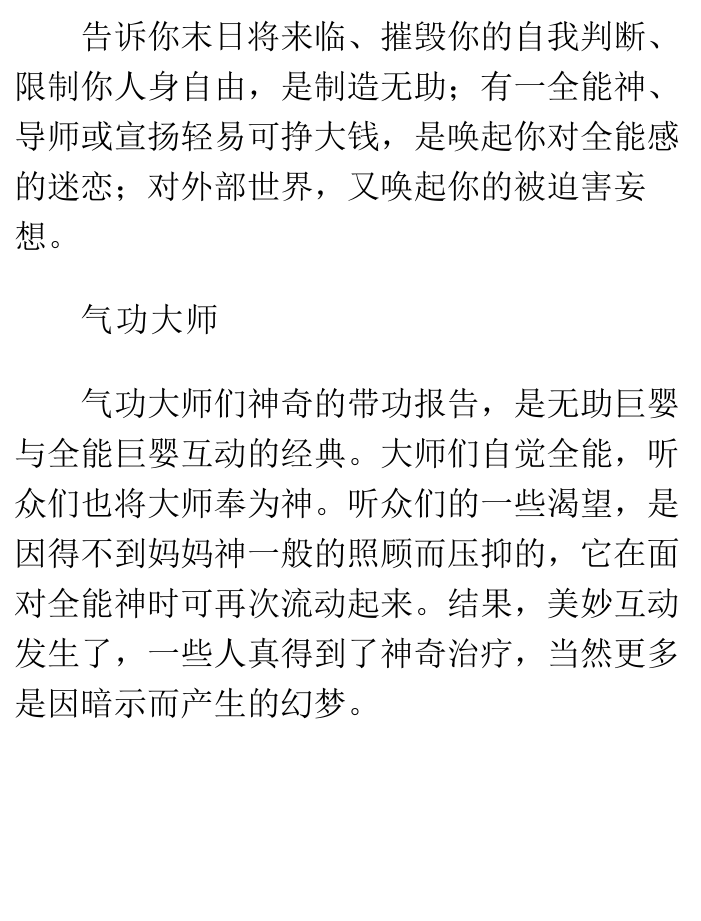 告诉你末日将来临、摧毁你的自我判断、
限制你人身自由，是制造无助；有一全能神、
导师或宣扬轻易可挣大钱，是唤起你对全能感
的迷恋；对外部世界，又唤起你的被迫害妄
想。
气功大师
气功大师们神奇的带功报告，是无助巨婴
与全能巨婴互动的经典。大师们自觉全能，听
众们也将大师奉为神。听众们的一些渴望，是
因得不到妈妈神一般的照顾而压抑的，它在面
对全能神时可再次流动起来。结果，美妙互动
发生了，一些人真得到了神奇治疗，当然更多
是因暗示而产生的幻梦。